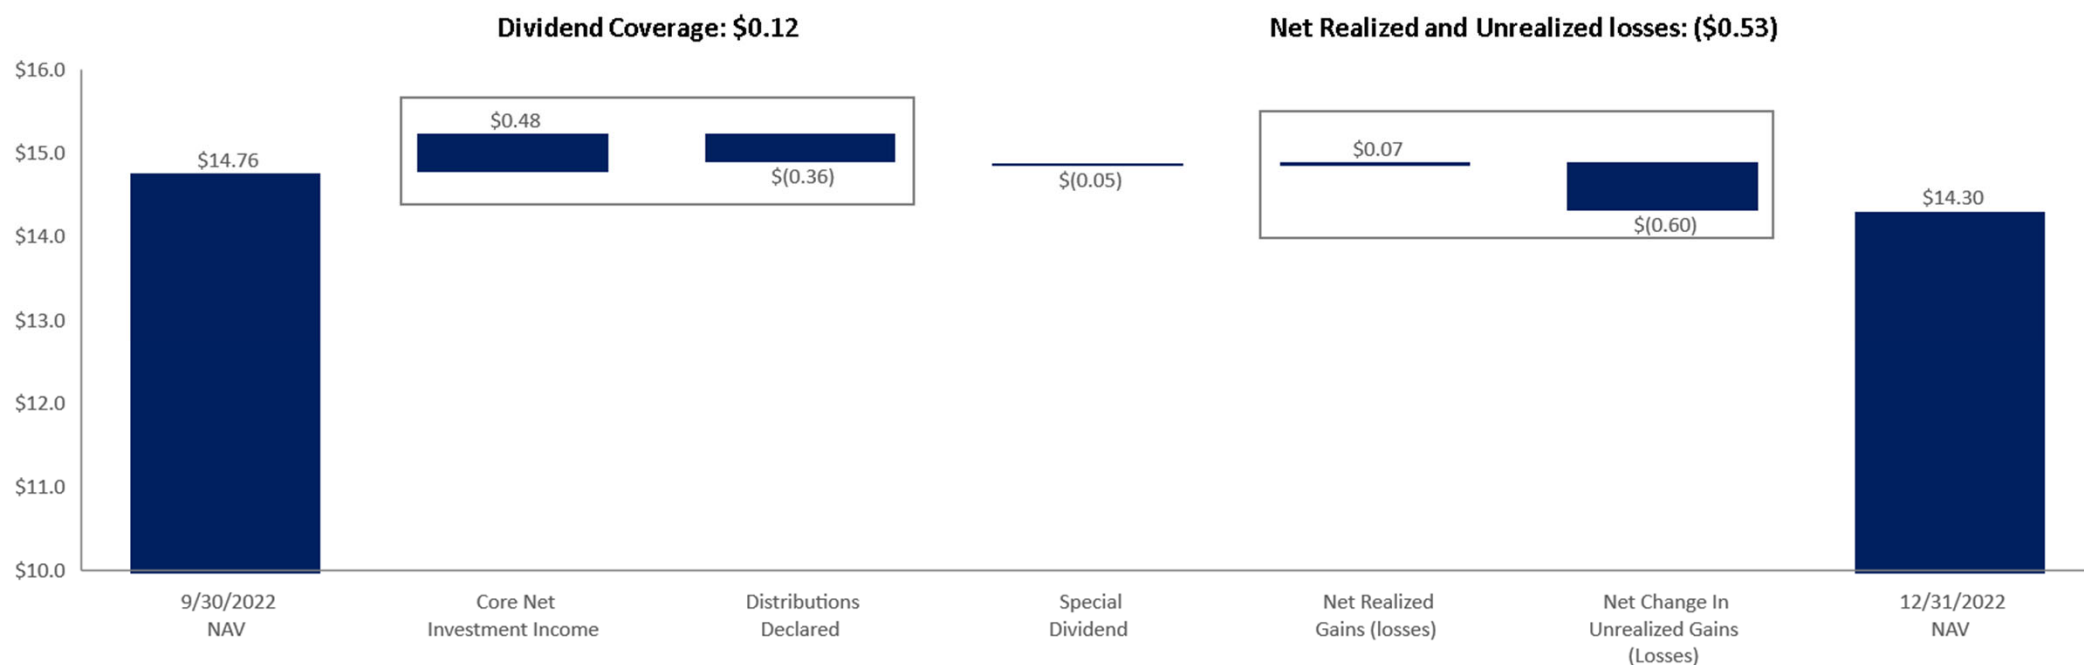 Dividend Coverage: $0.12
Net Realized and Unrealized losses: ($0.53)
$16.0
$15.0
$14.0
$13.0
$12.0
$11.0
$10.0
$14.76
$0.48
$(0.36)
$(0.05)
$0.07
$(0.60)
$14.30
9/30/2022
NAV
Core Net
Investment Income
Distributions
Declared
Special
Dividend
Net Realized
Gains (losses)
Net Change In
Unrealized Gains
(Losses)
12/31/2022
NAV